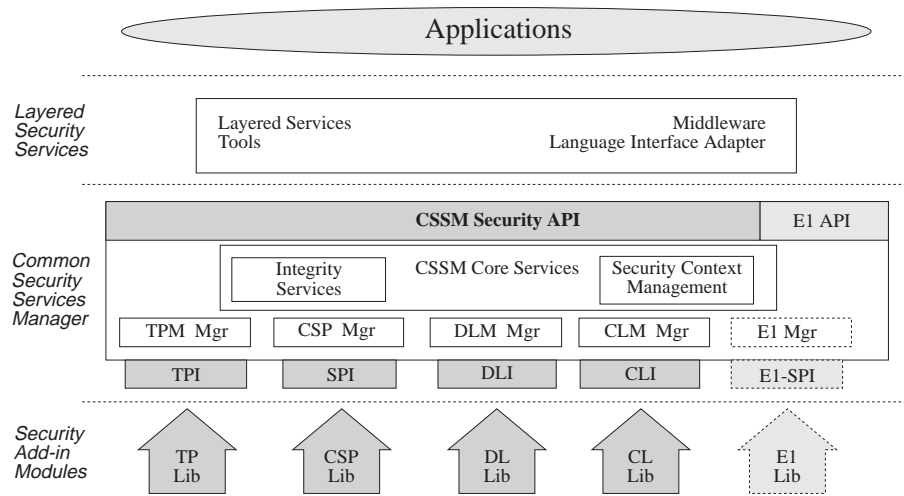 Applications
Layered
Security
Services
Layered Services
Tools
Middleware
Language Interface Adapter
Common
Security
Services
Manager
CSSM Security API
E1 API
Integrity
Services
CSSM Core Services
Security Context
Management
TPM Mgr
CSP Mgr
DLM Mgr
CLM Mgr
E1 Mgr
TPI
SPI
DLI
CLI
E1-SPI
Security
Add-in
Modules
TP
Lib
CSP
Lib
DL
Lib
CL
Lib
E1
Lib